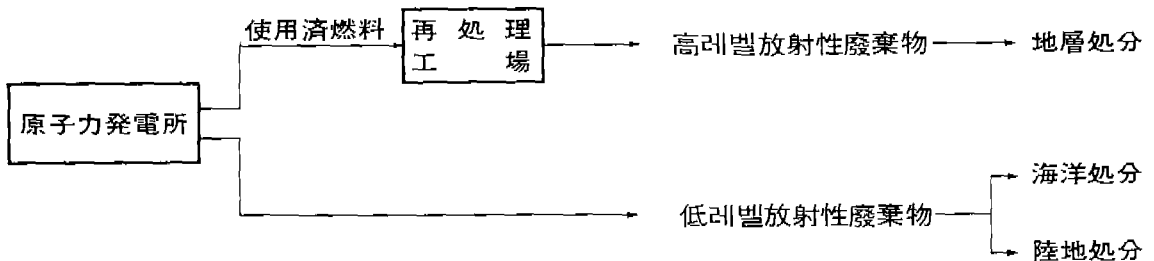 使用済燃料
再処理
工場
高레벨放射性廢棄物
地層処分
原子力発電所
海洋処分
低레벨放射性廢棄物
陸地処分